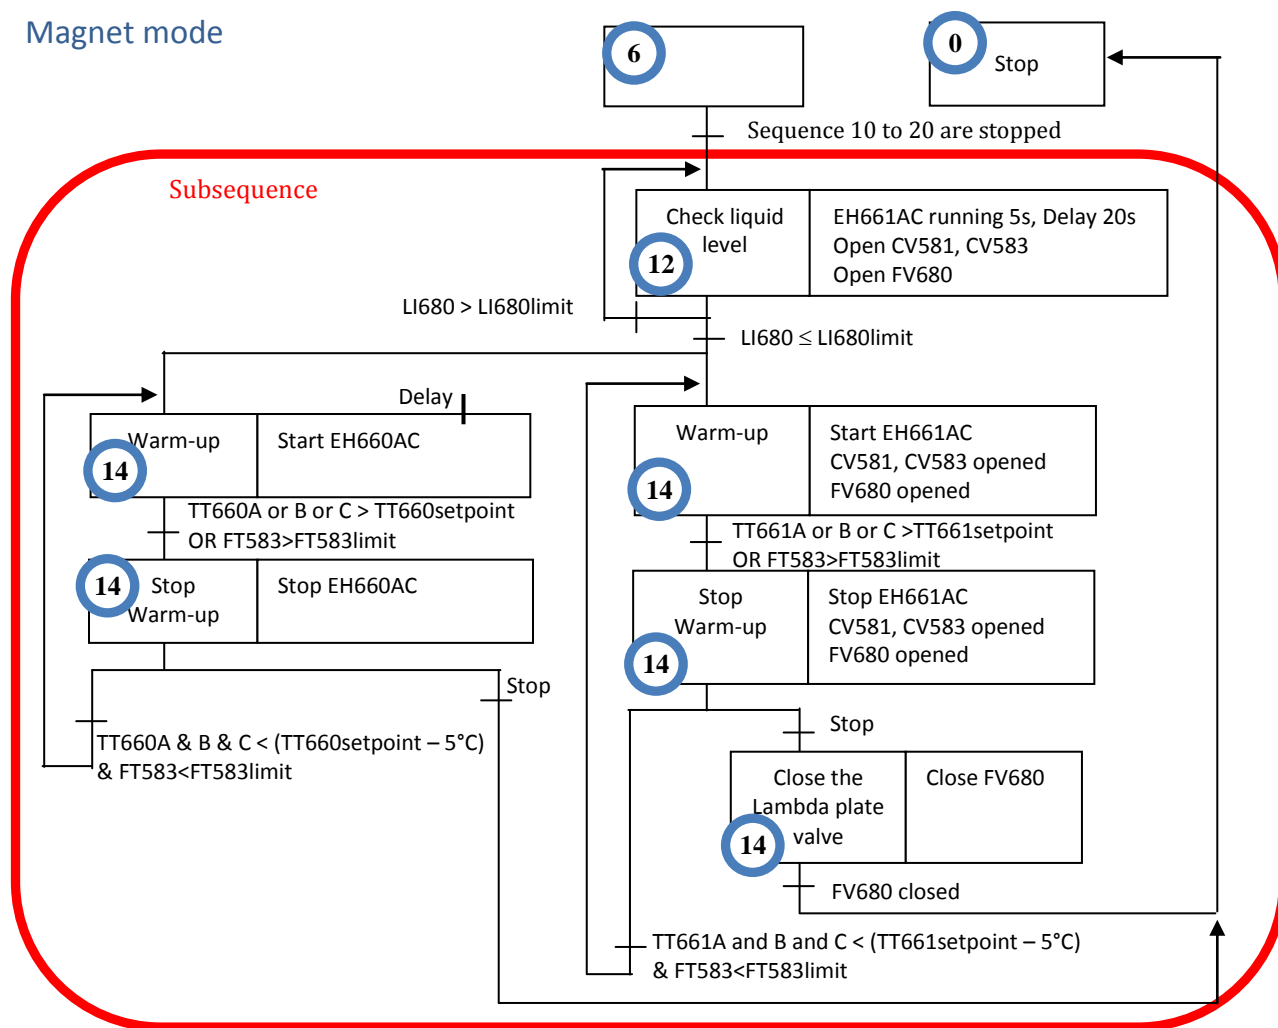 Magnet mode
6
0
Stop
Sequence 10 to 20 are stopped
Subsequence
Check liquid
level
12
EH661AC running 5s, Delay 20s
Open CV581, CV583
Open FV680
LI680 > LI680limit
LI680 ≤ LI680limit
Delay
Warm-up
14
Start EH660AC
TT660A or B or C > TT660setpoint
OR FT583>FT583limit
14
Stop
Warm-up
Stop EH660AC
Stop
TT660A & B & C < (TT660setpoint – 5°C)
& FT583<FT583limit
Warm-up
14
Start EH661AC
CV581, CV583 opened
FV680 opened
TT661A or B or C >TT661setpoint
OR FT583>FT583limit
Stop
Warm-up
14
Stop EH661AC
CV581, CV583 opened
FV680 opened
Stop
Close the
Lambda plate
valve
14
Close FV680
FV680 closed
TT661A and B and C < (TT661setpoint – 5°C)
& FT583<FT583limit